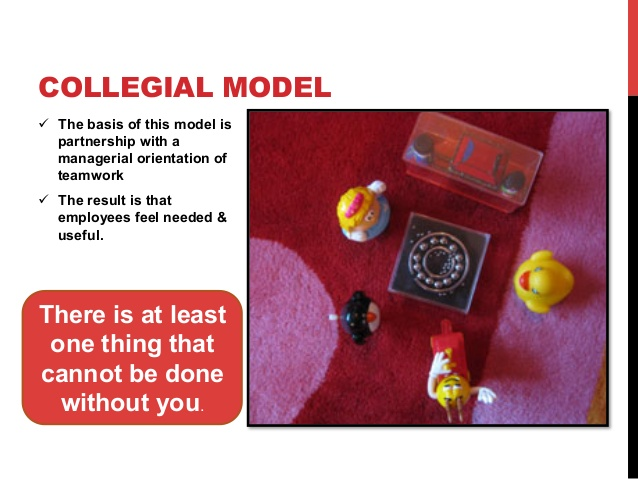 COLLEGIAL MODEL
✓ The basis of this model is
partnership with a
managerial orientation of
teamwork
✓ The result is that
employees feel needed &
useful.
There is at least
one thing that
cannot be done
without you.